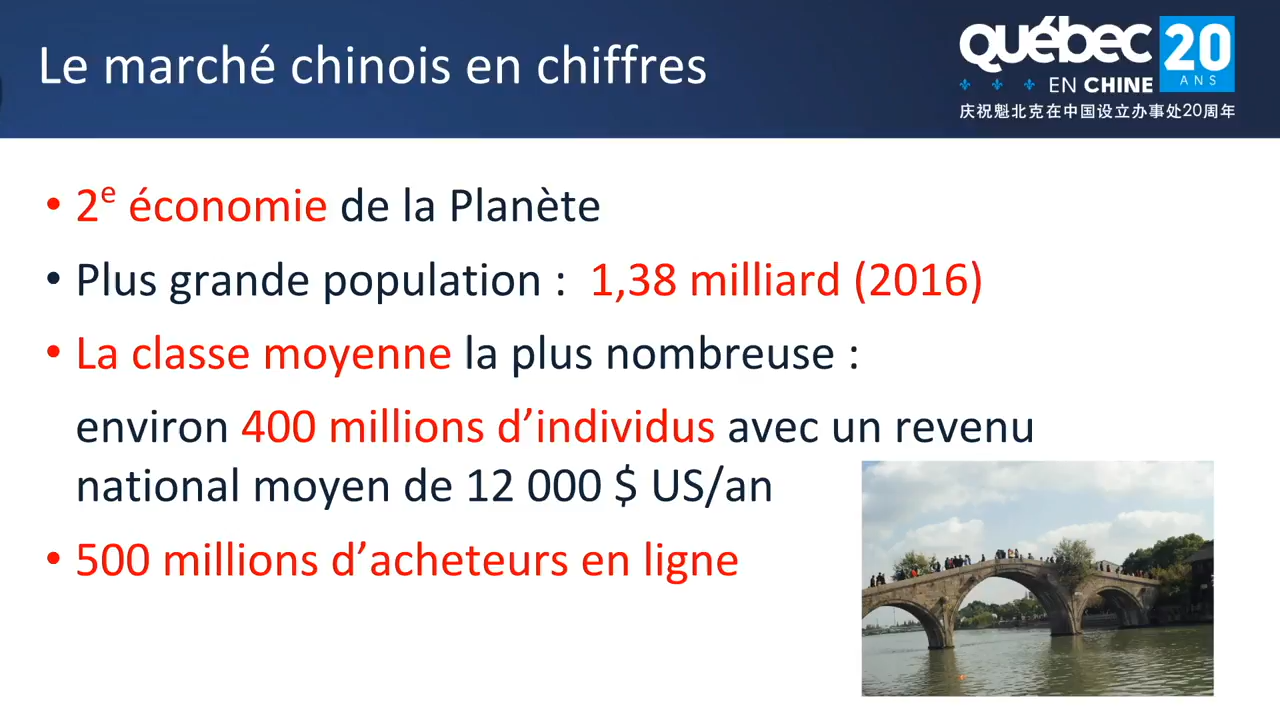 Le marché chinois en chiffres
québec 20
EN CHINE ANS
庆祝魁北克在中国设立办事处20周年
• 2e économie de la Planète
• Plus grande population : 1,38 milliard (2016)
• La classe moyenne la plus nombreuse :
environ 400 millions d’individus avec un revenu
national moyen de 12 000 $ US/an
• 500 millions d’acheteurs en ligne